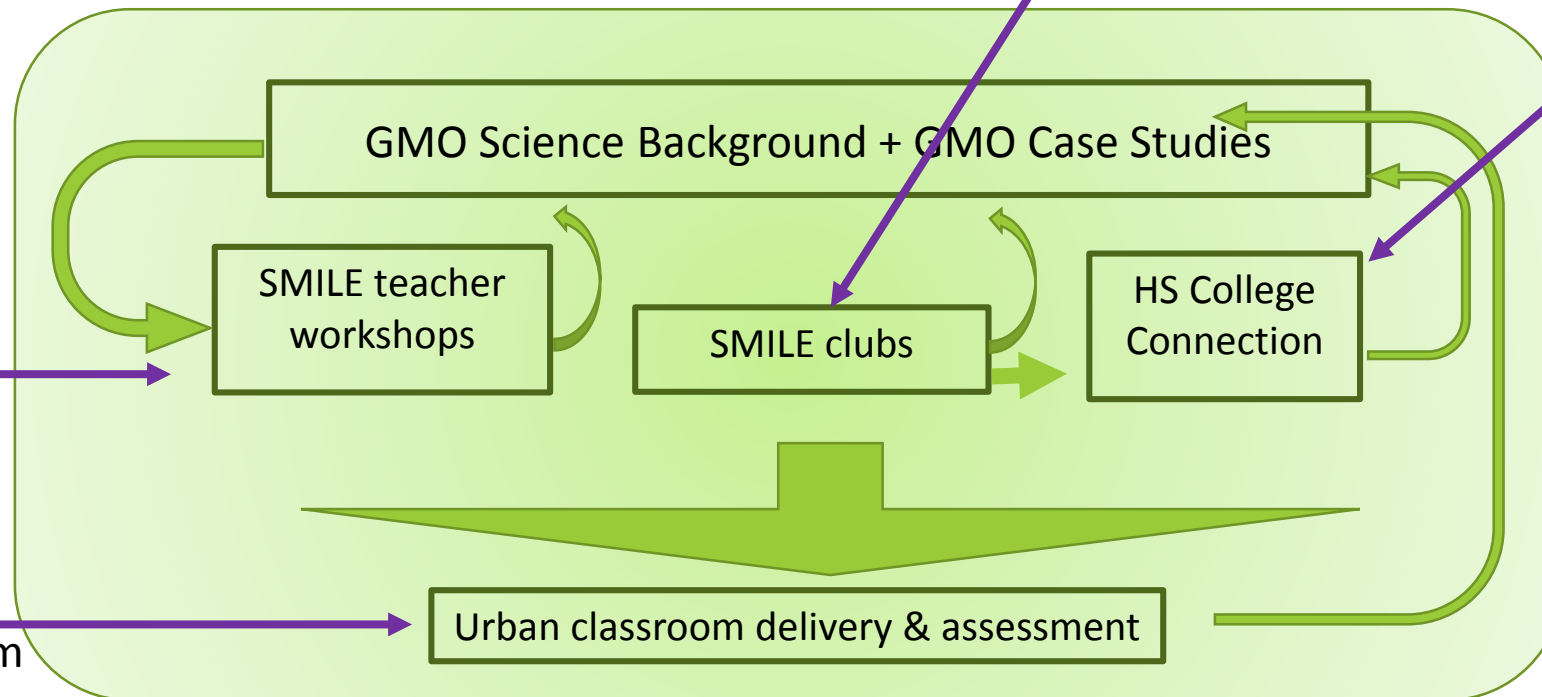 GMO Science Background + GMO Case Studies
SMILE teacher
workshops
SMILE clubs
HS College
Connection
Urban classroom delivery & assessment
m